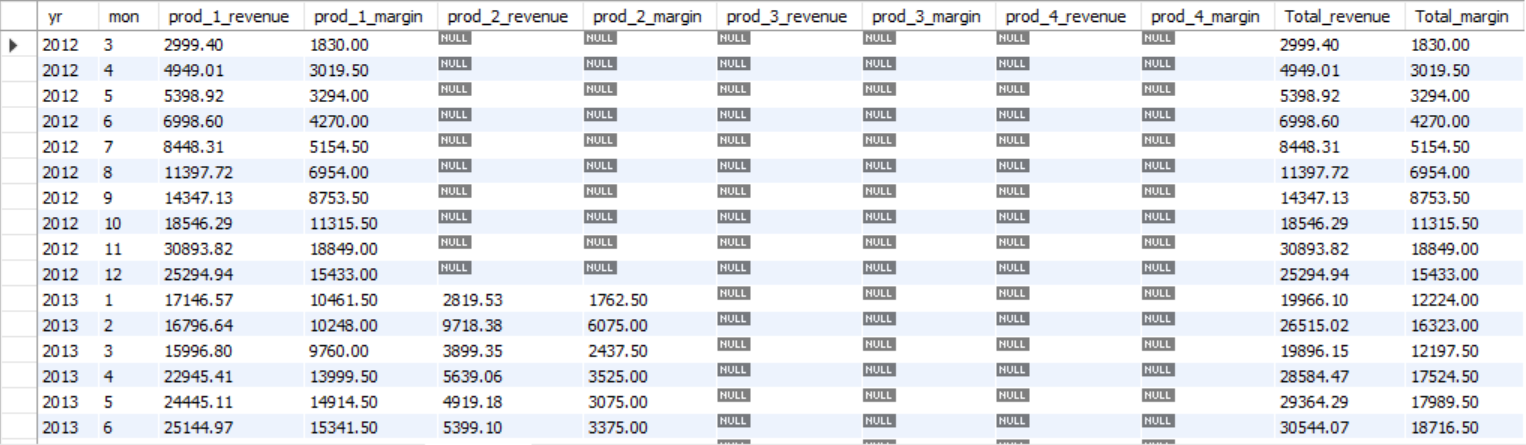 yr mon prod_1_revenue prod_1_margin prod_2_revenue prod_2_margin prod_3_revenue prod_3_margin prod_4_revenue prod_4_margin Total_revenue Total_margin
2012 3 2999.40 1830.00 NULL NULL NULL NULL NULL NULL 2999.40 1830.00
2012 4 4949.01 3019.50 NULL NULL NULL NULL NULL NULL 4949.01 3019.50
2012 5 5398.92 3294.00 NULL NULL NULL NULL NULL NULL 5398.92 3294.00
2012 6 6998.60 4270.00 NULL NULL NULL NULL NULL NULL 6998.60 4270.00
2012 7 8448.31 5154.50 NULL NULL NULL NULL NULL NULL 8448.31 5154.50
2012 8 11397.72 6954.00 NULL NULL NULL NULL NULL NULL 11397.72 6954.00
2012 9 14347.13 8753.50 NULL NULL NULL NULL NULL NULL 14347.13 8753.50
2012 10 18546.29 11315.50 NULL NULL NULL NULL NULL NULL 18546.29 11315.50
2012 11 30893.82 18849.00 NULL NULL NULL NULL NULL NULL 30893.82 18849.00
2012 12 25294.94 15433.00 NULL NULL NULL NULL NULL NULL 25294.94 15433.00
2013 1 17146.57 10461.50 2819.53 1762.50 NULL NULL NULL NULL 19966.10 12224.00
2013 2 16796.64 10248.00 9718.38 6075.00 NULL NULL NULL NULL 26515.02 16323.00
2013 3 15996.80 9760.00 3899.35 2437.50 NULL NULL NULL NULL 19896.15 12197.50
2013 4 22945.41 13999.50 5639.06 3525.00 NULL NULL NULL NULL 28584.47 17524.50
2013 5 24445.11 14914.50 4919.18 3075.00 NULL NULL NULL NULL 29364.29 17989.50
2013 6 25144.97 15341.50 5399.10 3375.00 NULL NULL NULL NULL 30544.07 18716.50